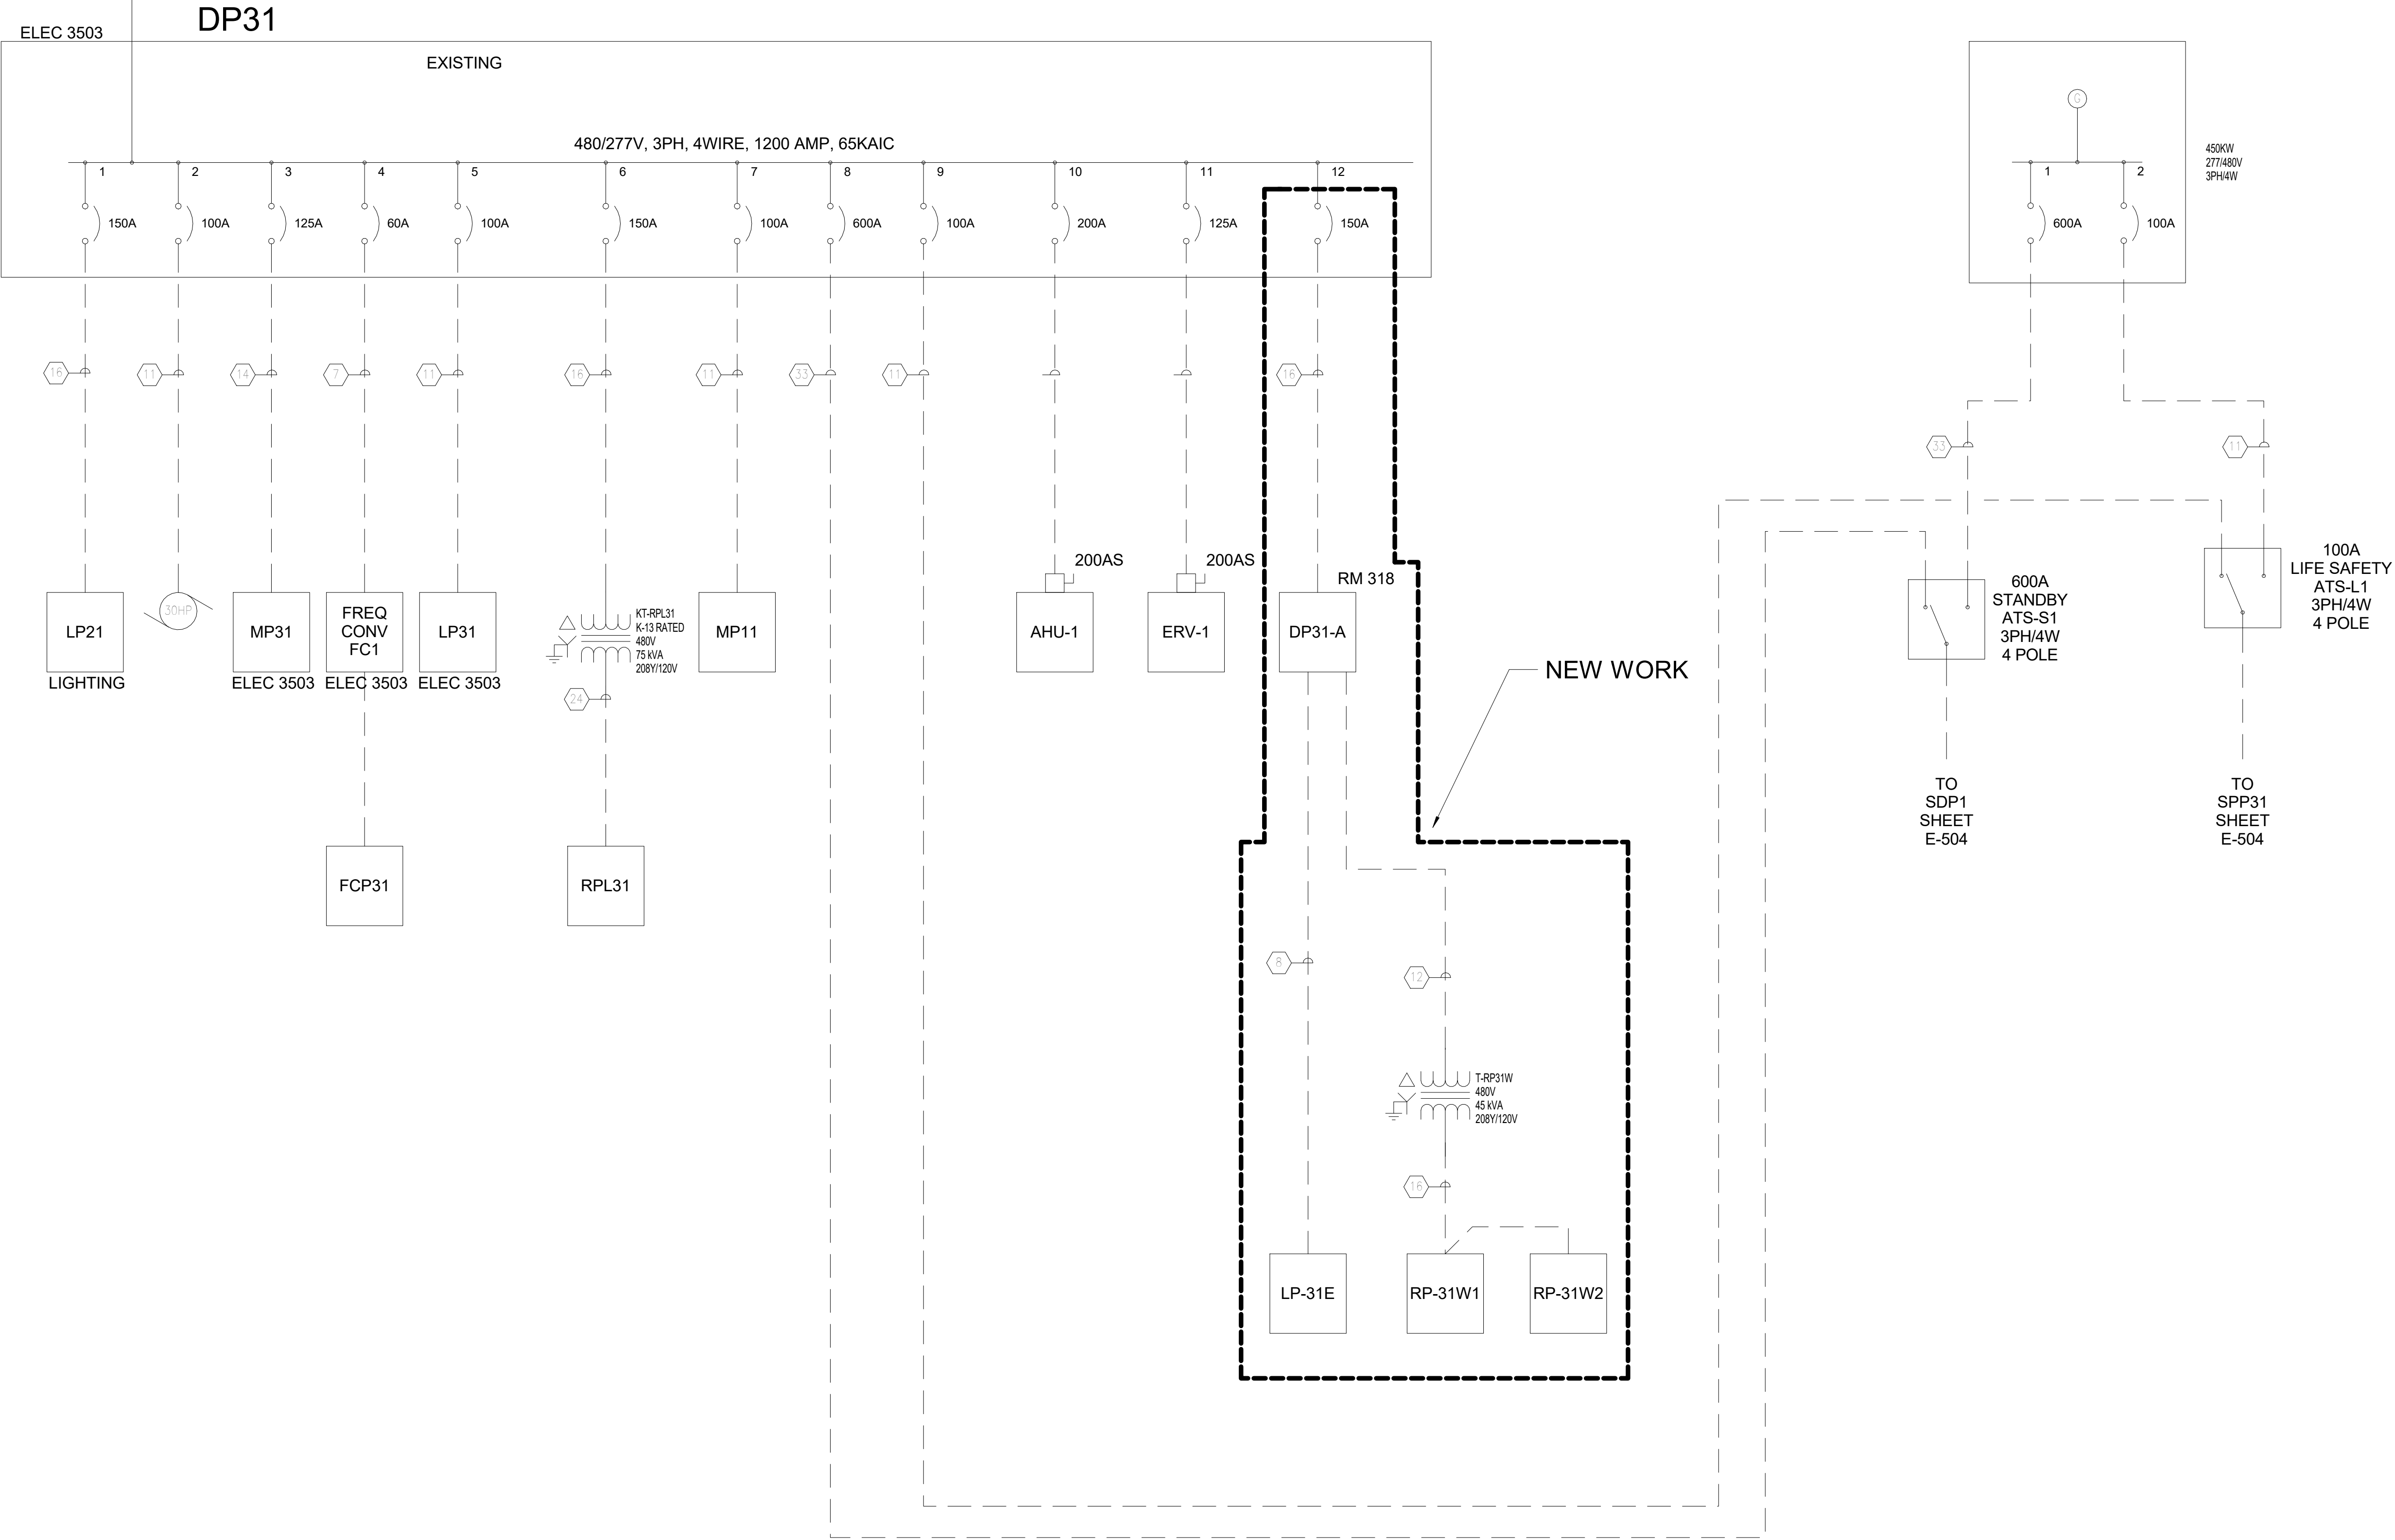 DP31
ELEC 3503
EXISTING
480/277V, 3PH, 4WIRE, 1200 AMP, 65KAIC
1
2
3
4
5
6
7
8
9
10
11
12
150A
100A
125A
60A
100A
150A
100A
600A
100A
200A
125A
150A
G
450KW
277/480V
3PH/4W
1
2
600A
100A
16
11
14
7
11
16
11
33
11
16
33
11
200AS
200AS
RM 318
LP21
LIGHTING
30HP
MP31
ELEC 3503
FREQ
CONV
FC1
ELEC 3503
LP31
ELEC 3503
KT-RPL31
K-13 RATED
480V
75 kVA
208Y/120V
24
MP11
AHU-1
ERV-1
DP31-A
NEW WORK
600A
STANDBY
ATS-S1
3PH/4W
4 POLE
100A
LIFE SAFETY
ATS-L1
3PH/4W
4 POLE
TO
SDP1
SHEET
E-504
TO
SPP31
SHEET
E-504
FCP31
RPL31
8
12
T-RP31W
480V
45 kVA
208Y/120V
16
LP-31E
RP-31W1
RP-31W2